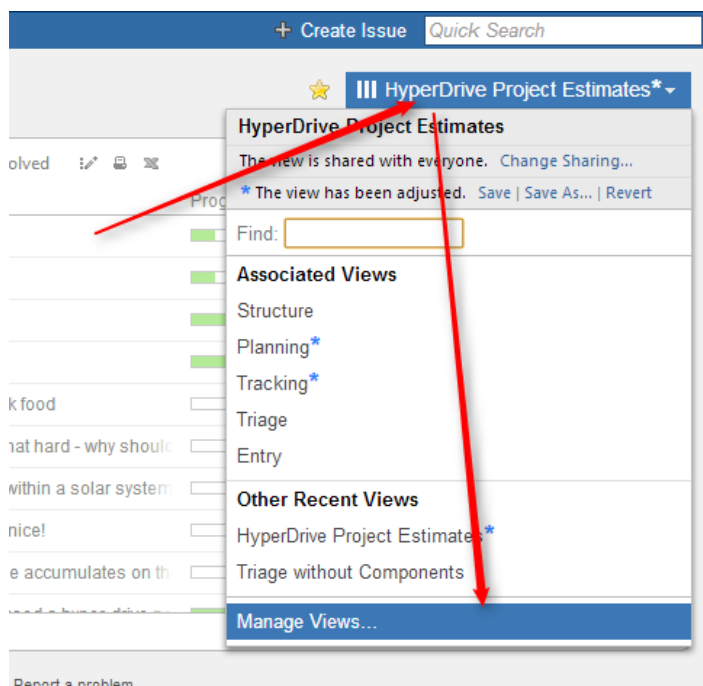 + Create Issue Quick Search
HyperDrive Project Estimates*
HyperDrive Project Estimates
olved
The view is shared with everyone. Change Sharing...
* The view has been adjusted. Save | Save As... | Revert
Prog
Find:
Associated Views
Structure
Planning*
Tracking*
Triage
k food
hat hard - why should
Entry
within a solar system
Other Recent Views
nice!
HyperDrive Project Estimates*
e accumulates on th
Triage without Components
Manage Views...
Report a problem